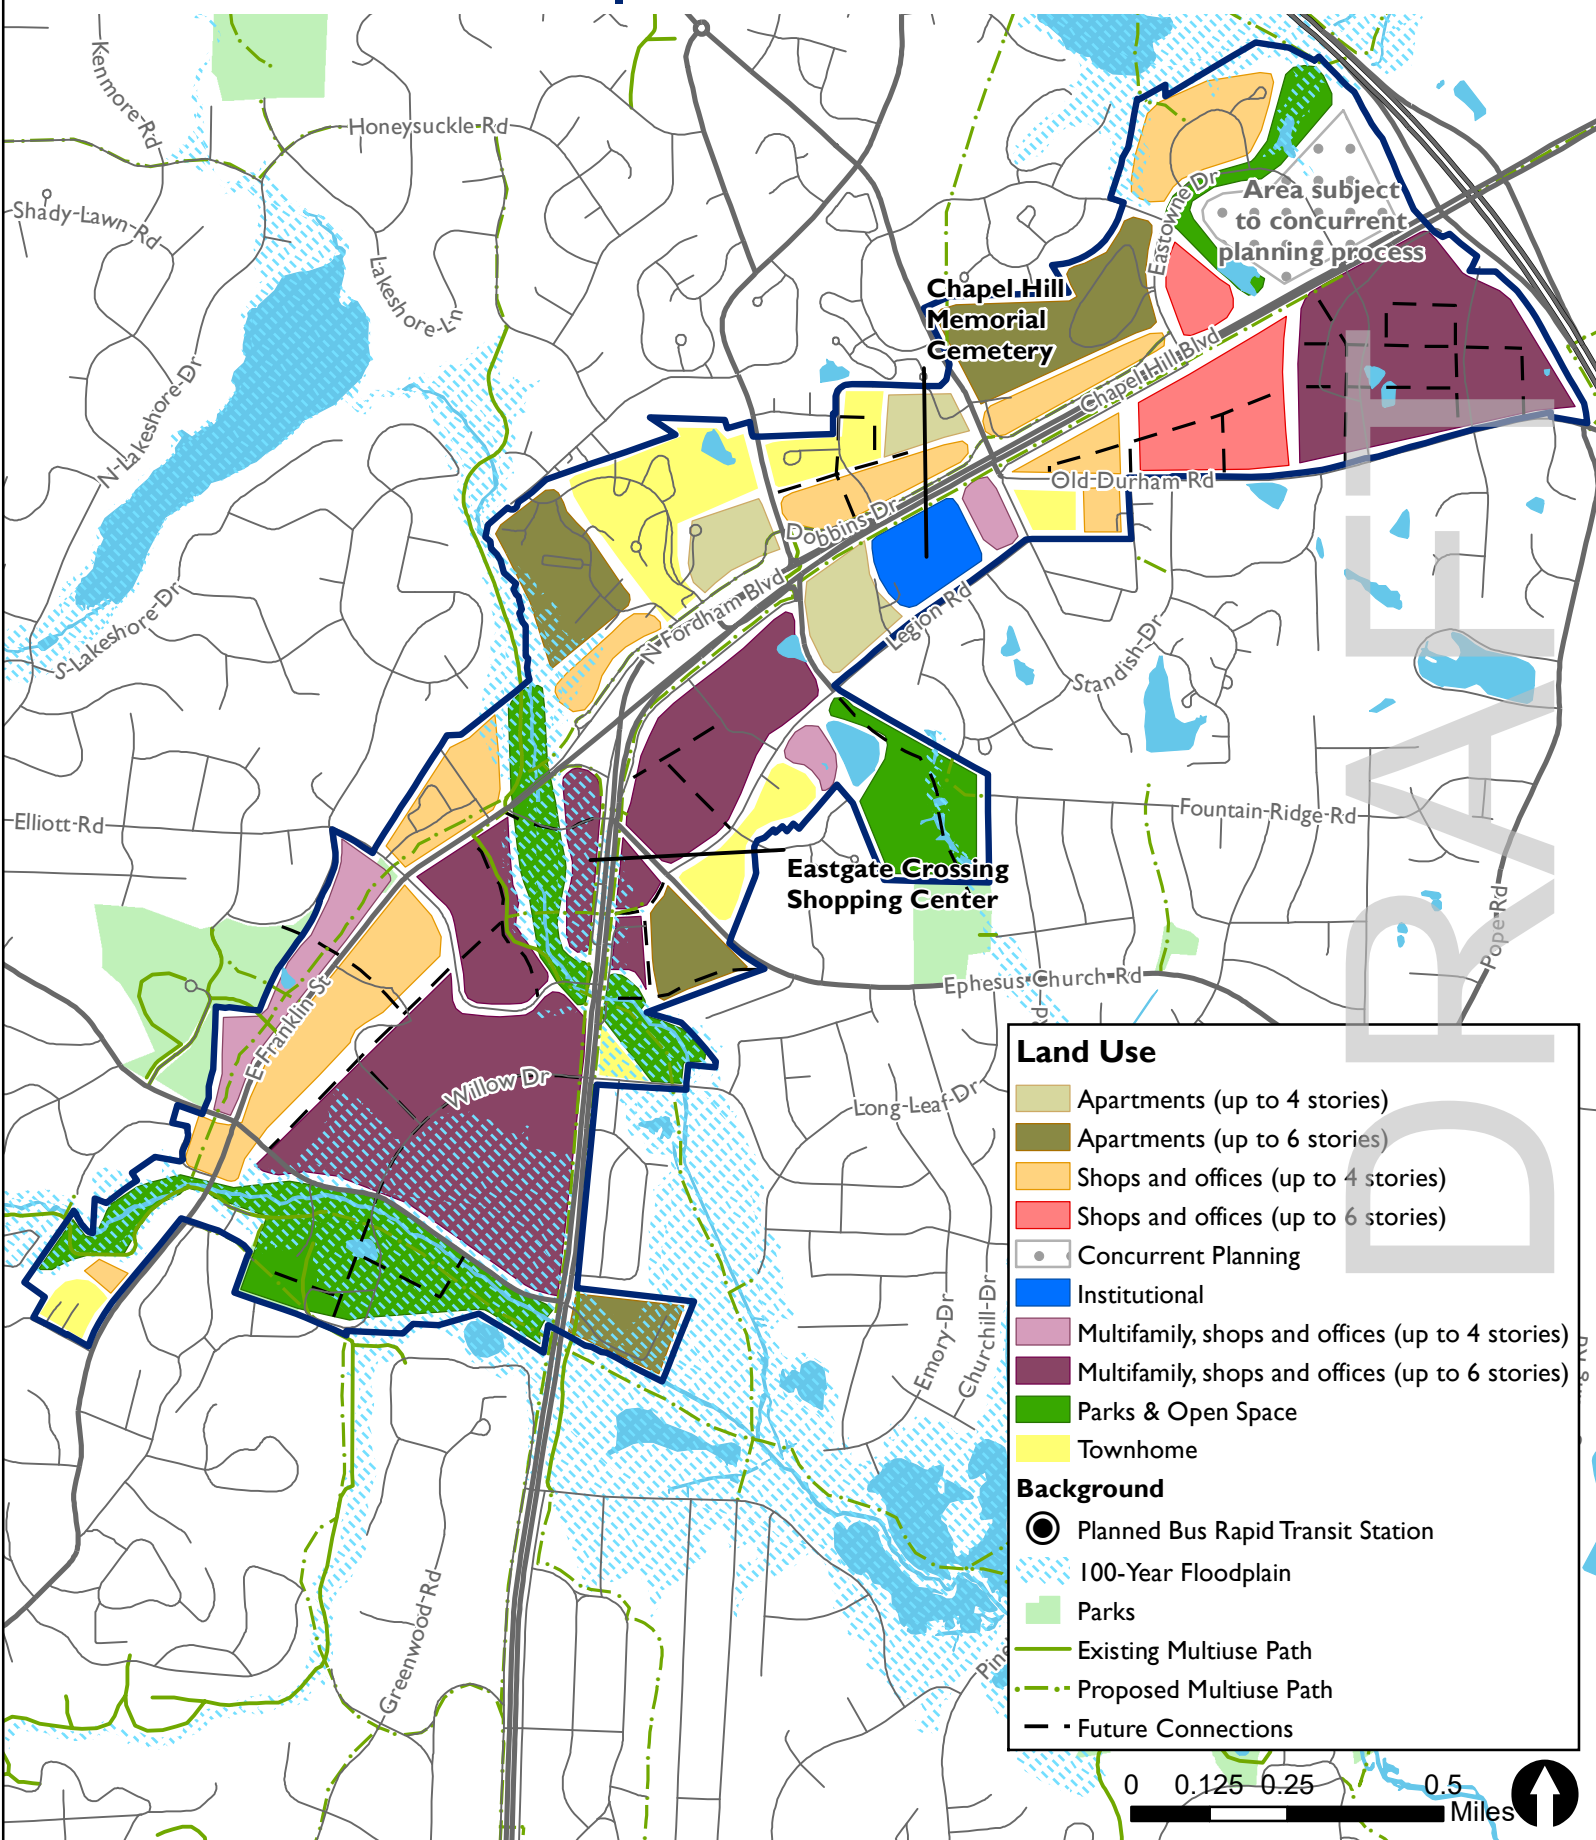 Kenmore-Rd
Honeysuckle Rd
Shady-Lawn-Rd
Lakeshore-Ln
N-Lakeshore-Dr
S-Lakeshore-Dr
Eastowne Dr
Area subject
to concurrent
planning process
Chapel Hill
Memorial
Cemetery
Chapel-Hill-Blvd
Old-Durham-Rd
Dobbins Dr
N Fordham Blvd
Legion Rd
Standish-Dr
Elliott-Rd
Fountain-Ridge-Rd
Eastgate Crossing
Shopping Center
Pope-Rd
E-Franklin-St
Ephesus-Church-Rd
Willow Dr
Long-Leaf-Dr
Emory-Dr
Churchill-Dr
Greenwood-Rd
DRAFT
Land Use
Apartments (up to 4 stories)
Apartments (up to 6 stories)
Shops and offices (up to 4 stories)
Shops and offices (up to 6 stories)
Concurrent Planning
Institutional
Multifamily, shops and offices (up to 4 stories)
Multifamily, shops and offices (up to 6 stories)
Parks & Open Space
Townhome
Background
Planned Bus Rapid Transit Station
100-Year Floodplain
Parks
Existing Multiuse Path
Proposed Multiuse Path
Future Connections
0 0.125 0.25 0.5
Miles